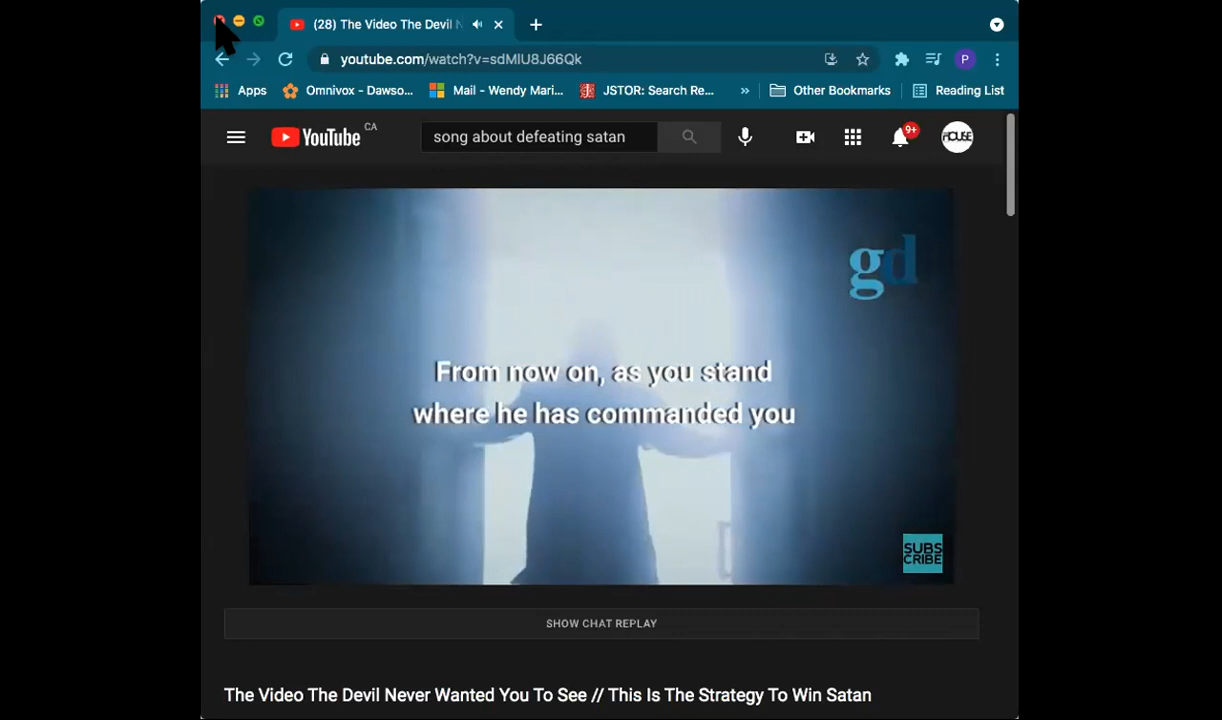 (28) The Video The Devil N
youtube.com/watch?v=sdMlU8J66Qk
P
Apps
Omnivox - Dawso...
Mail - Wendy Mari...
JSTOR: Search Re...
»
Other Bookmarks
Reading List
YouTube CA
song about defeating satan
9+
HOUSE
gd
From now on, as you stand
where he has commanded you
SUBS
CRIBE
SHOW CHAT REPLAY
The Video The Devil Never Wanted You To See // This Is The Strategy To Win Satan